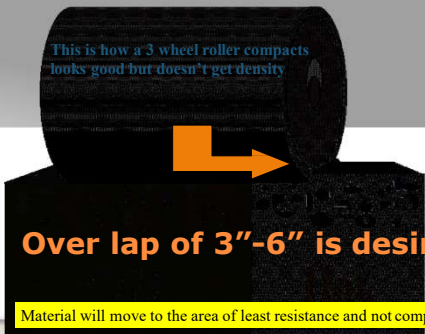 This is how a 3 wheel roller compacts
looks good but doesn’t get density
Over lap of 3”-6” is desi
Material will move to the area of least resistance and not comp